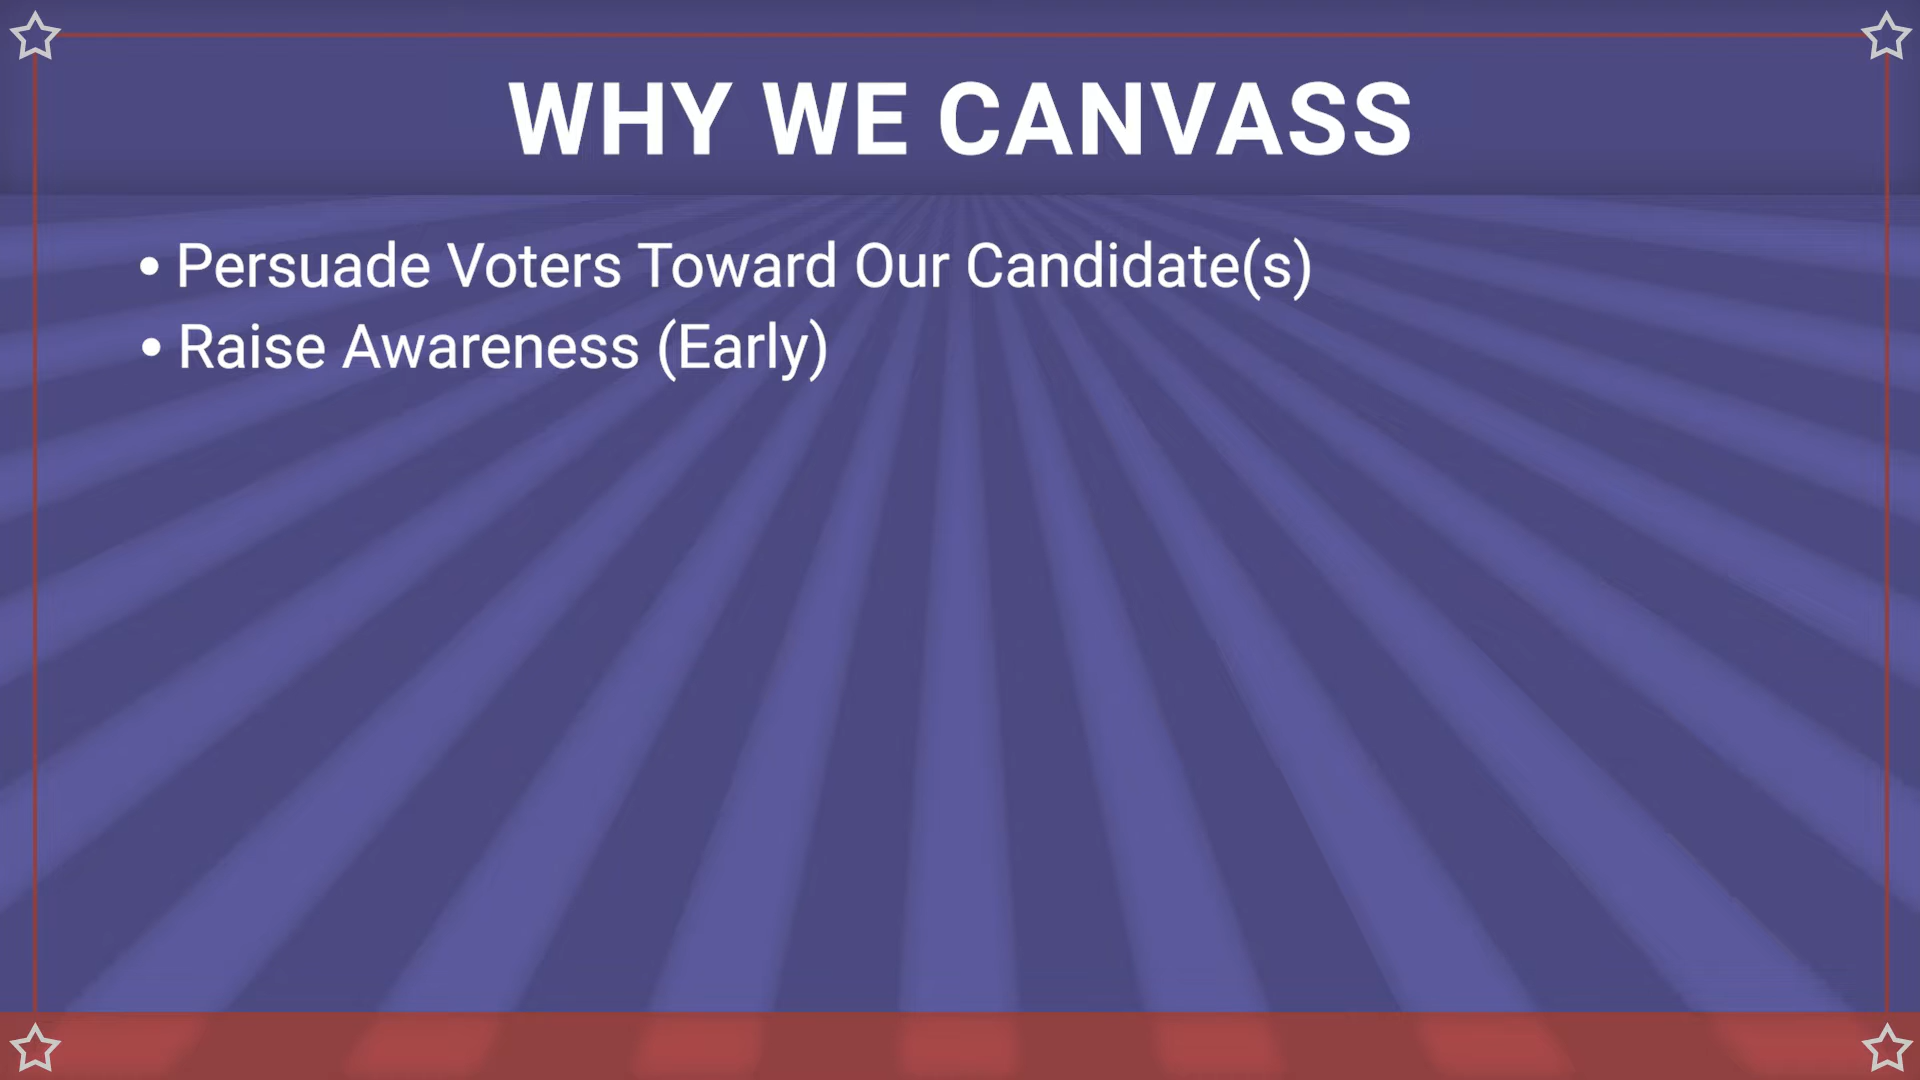 WHY WE CANVASS
• Persuade Voters Toward Our Candidate(s)
• Raise Awareness (Early)